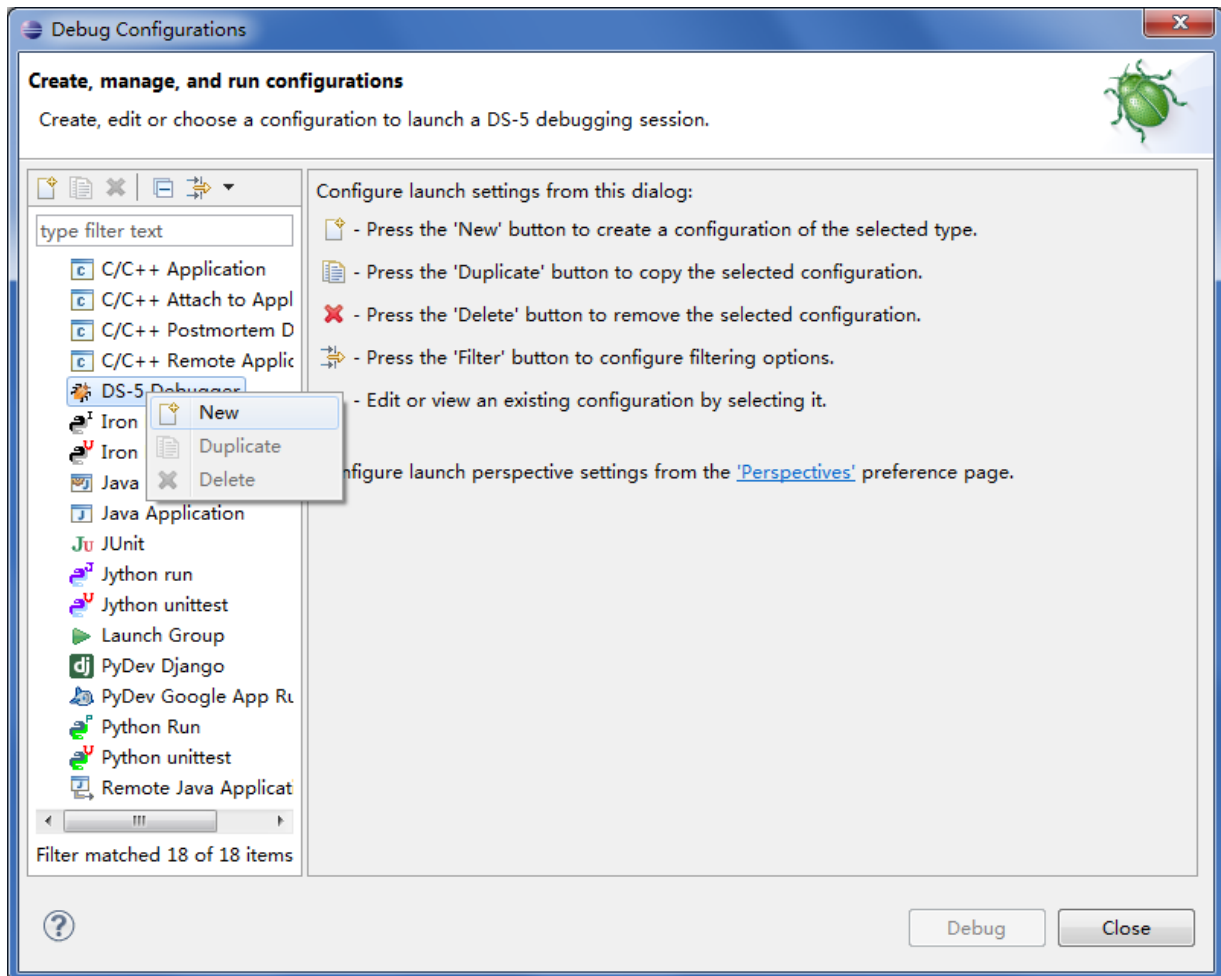 Debug Configurations
Create, manage, and run configurations
Create, edit or choose a configuration to launch a DS-5 debugging session.
type filter text
C/C++ Application
C/C++ Attach to Appl
C/C++ Postmortem D
C/C++ Remote Applic
DS-5 Debugger
Iron
Iron
Java
Java Application
JUnit
Jython run
Jython unittest
Launch Group
PyDev Django
PyDev Google App Ru
Python Run
Python unittest
Remote Java Applicati
Filter matched 18 of 18 items
New
Duplicate
Delete
Configure launch settings from this dialog:
- Press the 'New' button to create a configuration of the selected type.
- Press the 'Duplicate' button to copy the selected configuration.
- Press the 'Delete' button to remove the selected configuration.
- Press the 'Filter' button to configure filtering options.
- Edit or view an existing configuration by selecting it.
nfigure launch perspective settings from the 'Perspectives' preference page.
Debug
Close